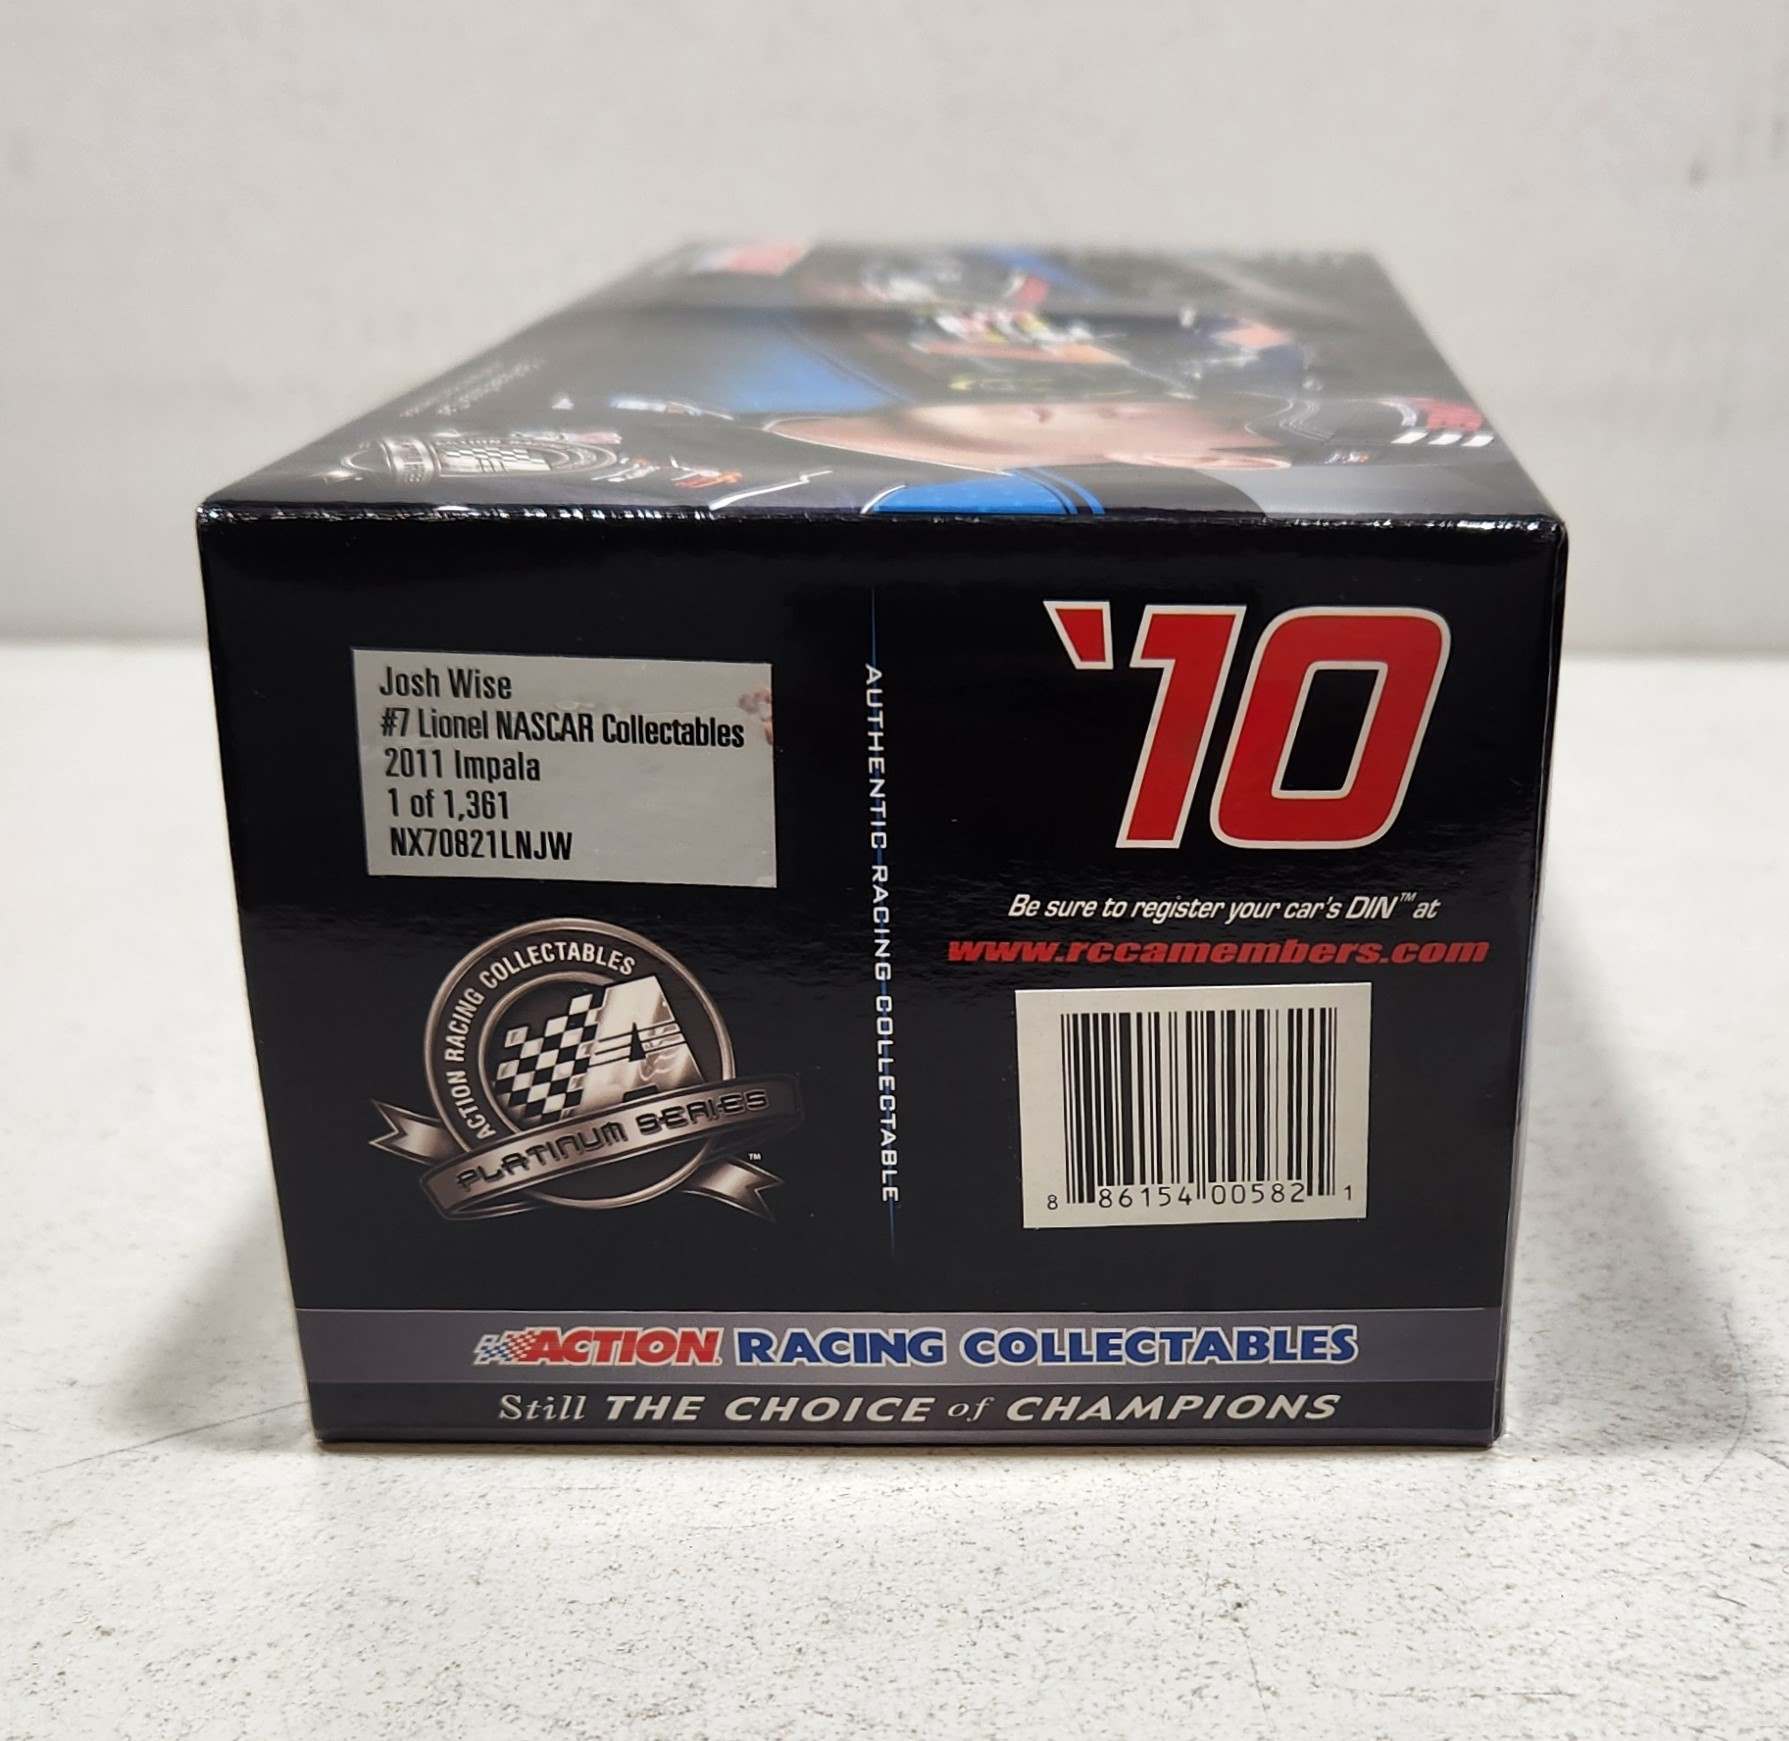 Josh Wise
#7 Lionel NASCAR Collectables
2011 Impala
1 of 1,361
NX70821LNJW
ACTION RACING COLLECTABLES
A
PLATINUM SERIES
™
AUTHENTIC RACING COLLECTABLE
'10
Be sure to register your car's DIN™ at
www.rccamembers.com
8 86154 00582 1
ACTION RACING COLLECTABLES
Still THE CHOICE of CHAMPIONS